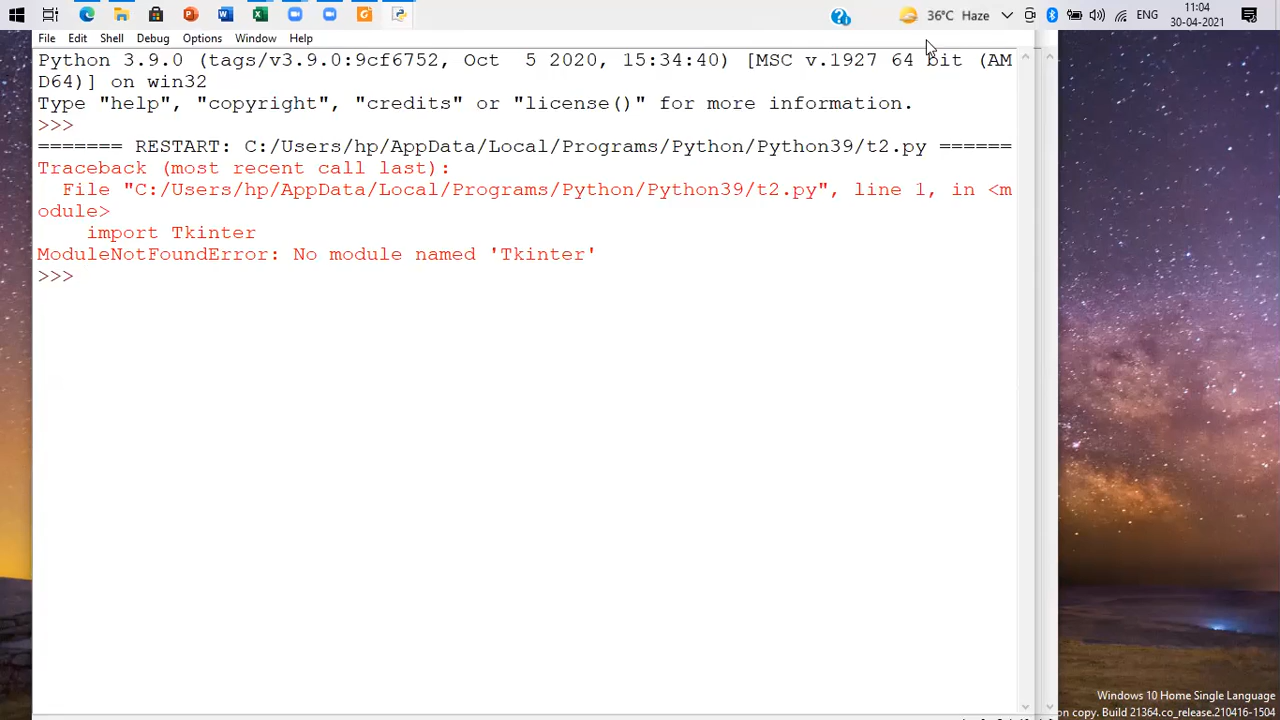 36°C Haze
ENG
11:04
30-04-2021
File Edit Shell Debug Options Window Help
Python 3.9.0 (tags/v3.9.0:9cf6752, Oct  5 2020, 15:34:40) [MSC v.1927 64 bit (AM
D64)] on win32
Type "help", "copyright", "credits" or "license()" for more information.
>>>
======= RESTART: C:/Users/hp/AppData/Local/Programs/Python/Python39/t2.py ======
Traceback (most recent call last):
  File "C:/Users/hp/AppData/Local/Programs/Python/Python39/t2.py", line 1, in <m
odule>
    import Tkinter
ModuleNotFoundError: No module named 'Tkinter'
>>>
Windows 10 Home Single Language
on copy. Build 21364.co_release.210416-1504